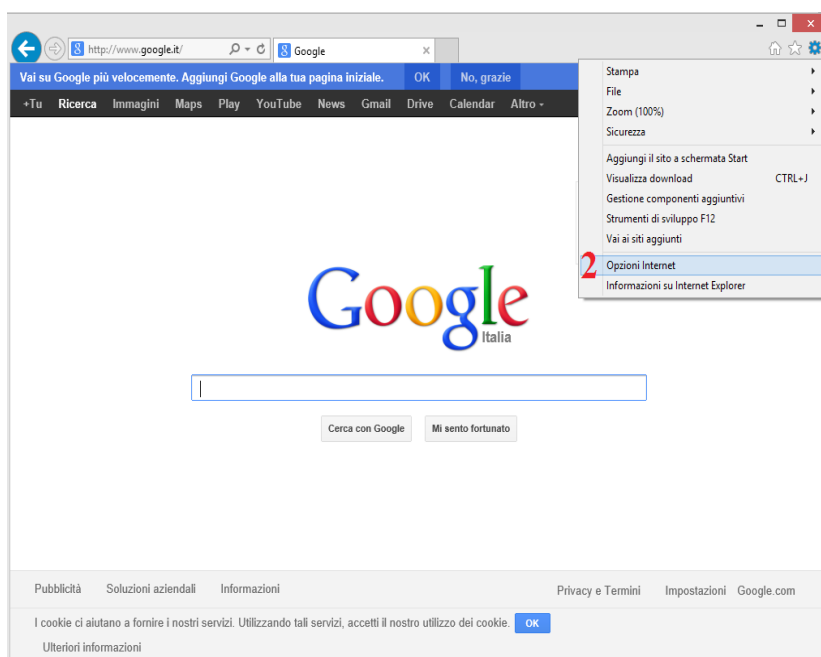 http://www.google.it/
Google
Vai su Google più velocemente. Aggiungi Google alla tua pagina iniziale. OK No, grazie
+Tu Ricerca Immagini Maps Play YouTube News Gmail Drive Calendar Altro
Stampa
File
Zoom (100%)
Sicurezza
Aggiungi il sito a schermata Start
Visualizza download CTRL+J
Gestione componenti aggiuntivi
Strumenti di sviluppo F12
Vai ai siti aggiunti
2 Opzioni Internet
Informazioni su Internet Explorer
Google
Italia
Cerca con Google Mi sento fortunato
Pubblicità Soluzioni aziendali Informazioni Privacy e Termini Impostazioni Google.com
I cookie ci aiutano a fornire i nostri servizi. Utilizzando tali servizi, accetti il nostro utilizzo dei cookie. OK
Ulteriori informazioni